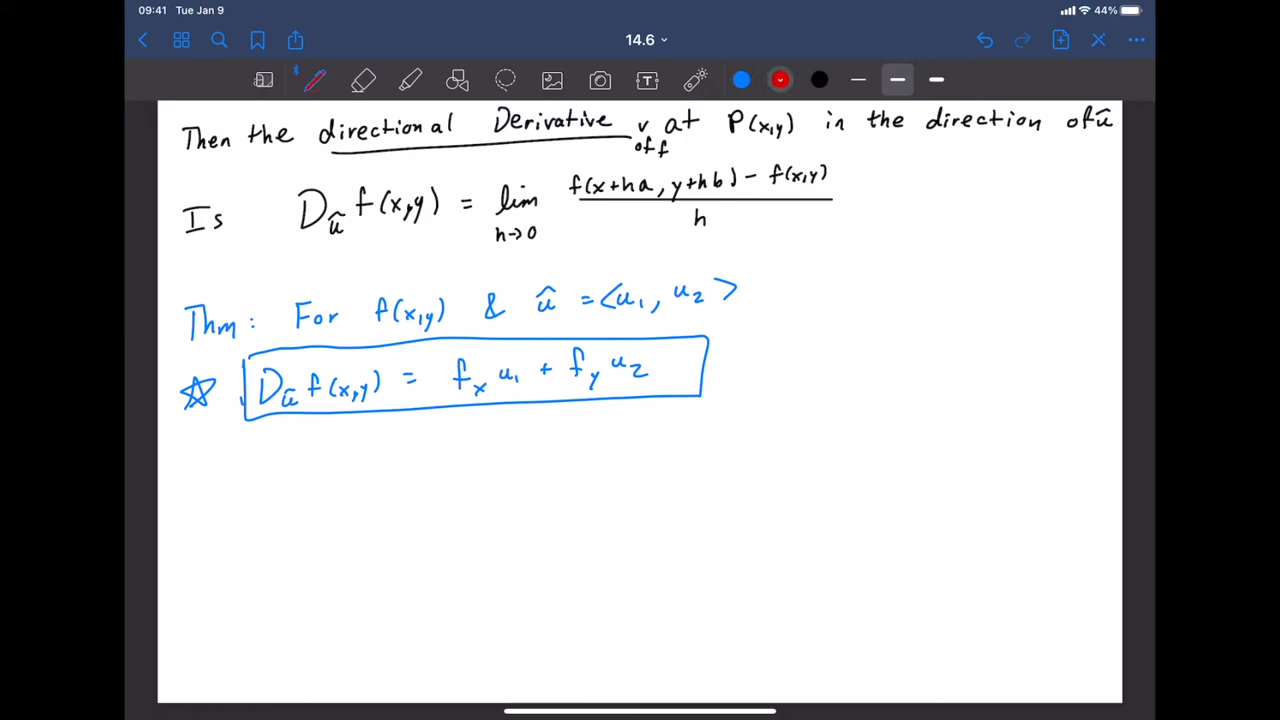 09:41 Tue Jan 9 44%
14.6
Then the directional Derivative of f at P(x,y) in the direction of û
Is D_û f(x,y) = lim h→0 f(x+ha, y+hb) - f(x,y) / h
Thm: For f(x,y) & û = <u₁, u₂>
D_û f(x,y) = f_x u₁ + f_y u₂